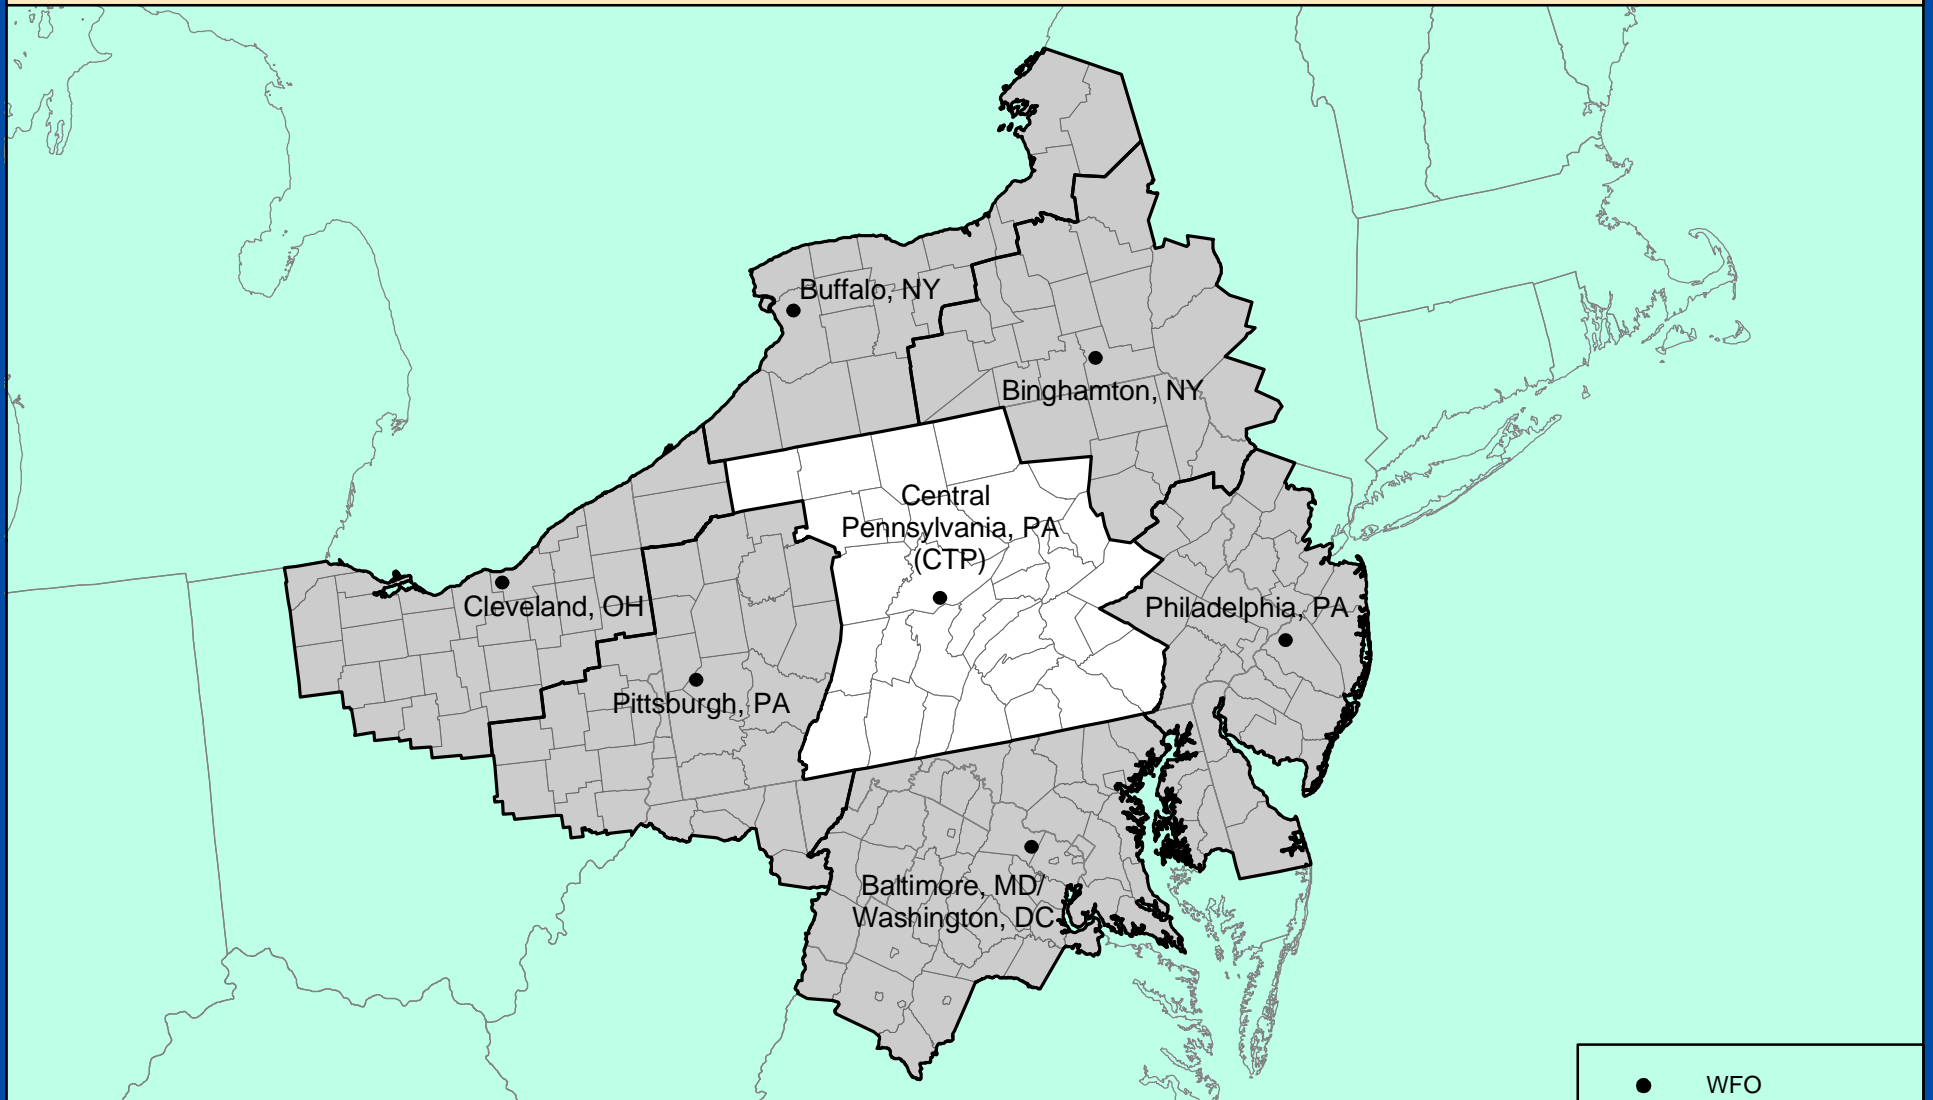 Buffalo, NY
Binghamton, NY
Central
Pennsylvania, PA
(CTP)
Cleveland, OH
Philadelphia, PA
Pittsburgh, PA
Baltimore, MD/
Washington, DC
WFO